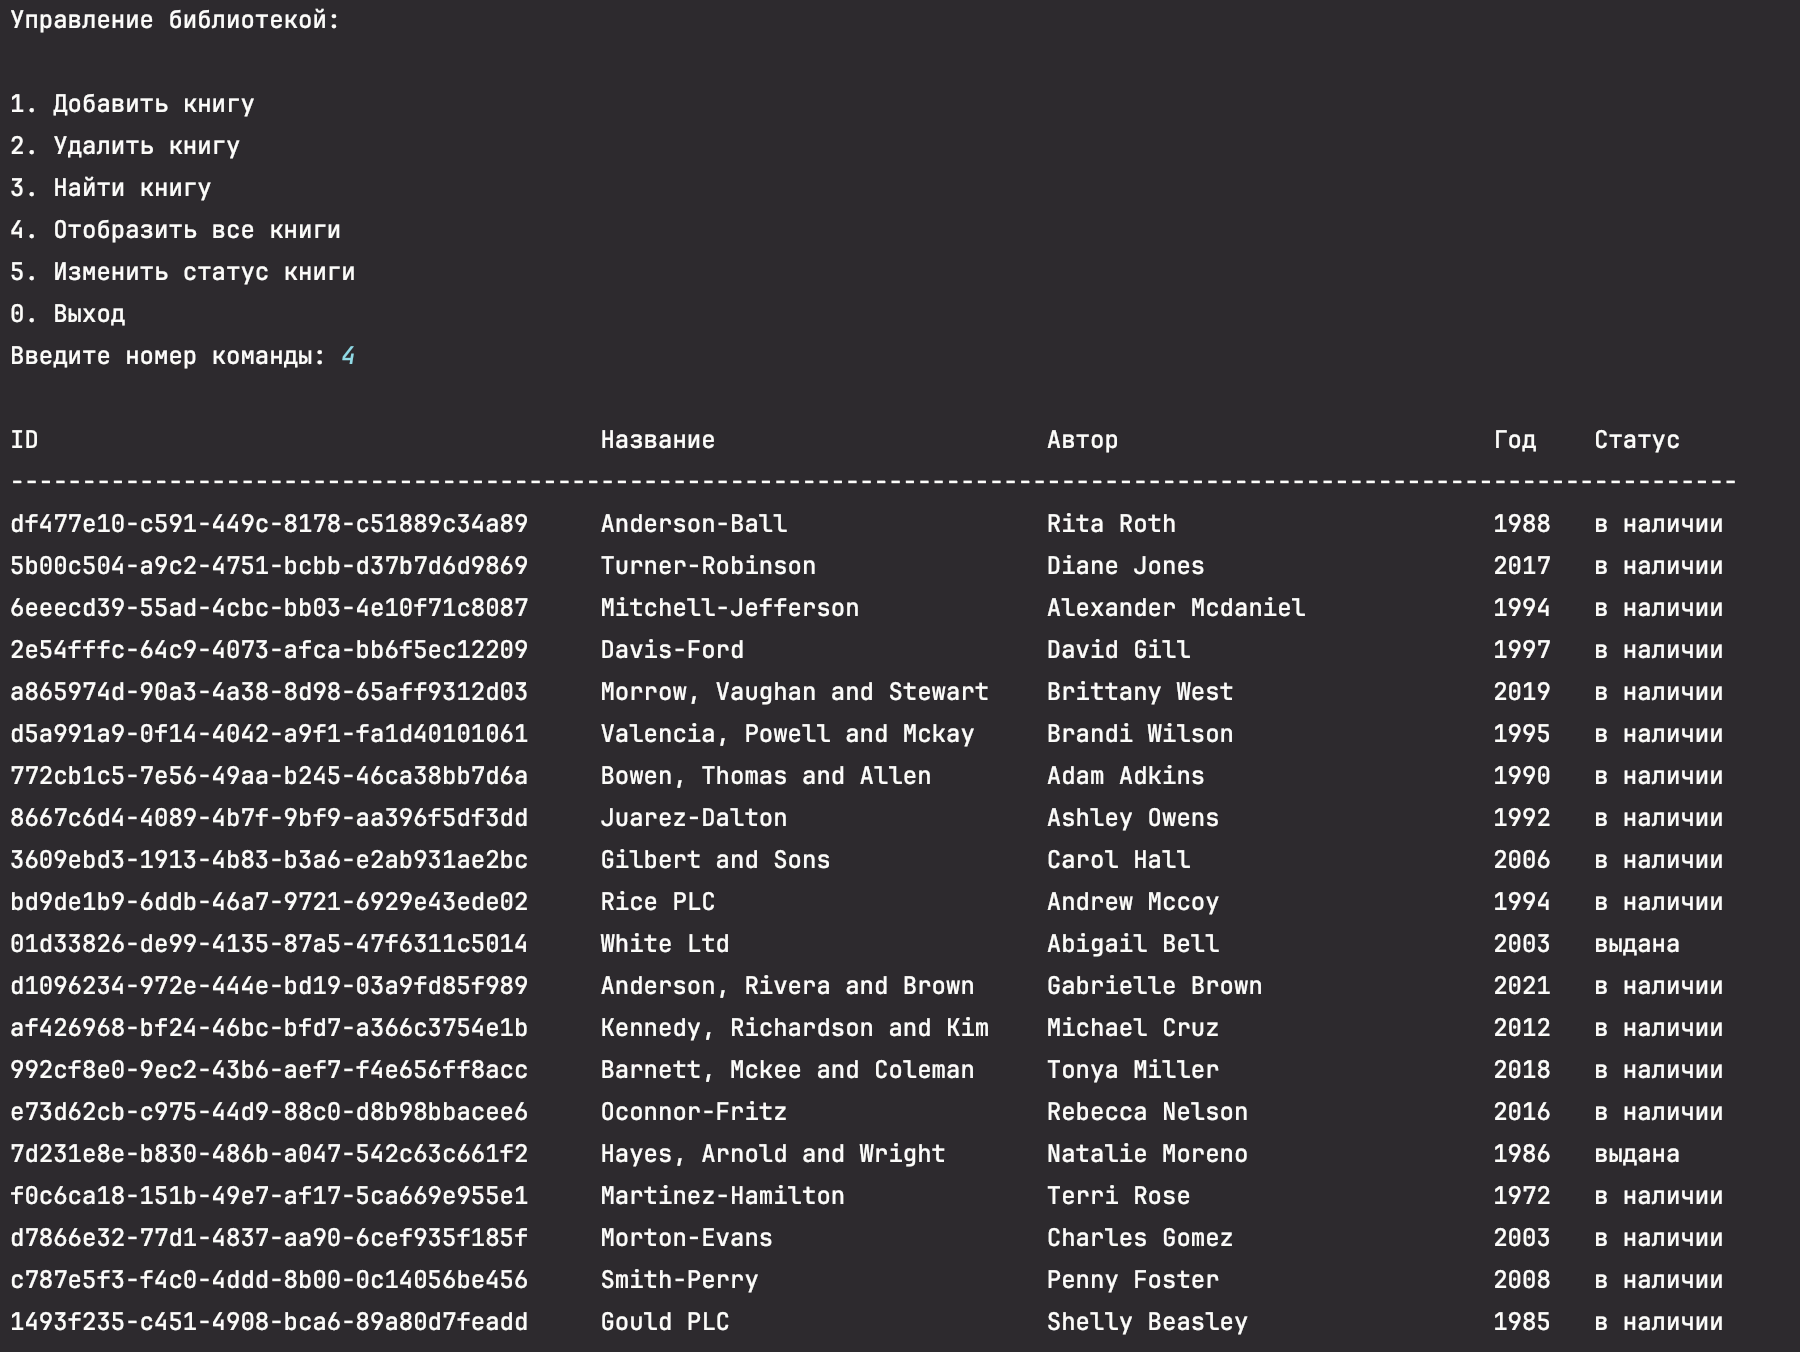 Управление библиотекой:
1. Добавить книгу
2. Удалить книгу
3. Найти книгу
4. Отобразить все книги
5. Изменить статус книги
0. Выход
Введите номер команды: 4
ID Название Автор Год Статус
------------------------------------------------------------------------------------------------------------------------
df477e10-c591-449c-8178-c51889c34a89 Anderson-Ball Rita Roth 1988 в наличии
5b00c504-a9c2-4751-bcbb-d37b7d6d9869 Turner-Robinson Diane Jones 2017 в наличии
6eeecd39-55ad-4cbc-bb03-4e10f71c8087 Mitchell-Jefferson Alexander Mcdaniel 1994 в наличии
2e54fffc-64c9-4073-afca-bb6f5ec12209 Davis-Ford David Gill 1997 в наличии
a865974d-90a3-4a38-8d98-65aff9312d03 Morrow, Vaughan and Stewart Brittany West 2019 в наличии
d5a991a9-0f14-4042-a9f1-fa1d40101061 Valencia, Powell and Mckay Brandi Wilson 1995 в наличии
772cb1c5-7e56-49aa-b245-46ca38bb7d6a Bowen, Thomas and Allen Adam Adkins 1990 в наличии
8667c6d4-4089-4b7f-9bf9-aa396f5df3dd Juarez-Dalton Ashley Owens 1992 в наличии
3609ebd3-1913-4b83-b3a6-e2ab931ae2bc Gilbert and Sons Carol Hall 2006 в наличии
bd9de1b9-6ddb-46a7-9721-6929e43ede02 Rice PLC Andrew Mccoy 1994 в наличии
01d33826-de99-4135-87a5-47f6311c5014 White Ltd Abigail Bell 2003 выдана
d1096234-972e-444e-bd19-03a9fd85f989 Anderson, Rivera and Brown Gabrielle Brown 2021 в наличии
af426968-bf24-46bc-bfd7-a366c3754e1b Kennedy, Richardson and Kim Michael Cruz 2012 в наличии
992cf8e0-9ec2-43b6-aef7-f4e656ff8acc Barnett, Mckee and Coleman Tonya Miller 2018 в наличии
e73d62cb-c975-44d9-88c0-d8b98bbacee6 Oconnor-Fritz Rebecca Nelson 2016 в наличии
7d231e8e-b830-486b-a047-542c63c661f2 Hayes, Arnold and Wright Natalie Moreno 1986 выдана
f0c6ca18-151b-49e7-af17-5ca669e955e1 Martinez-Hamilton Terri Rose 1972 в наличии
d7866e32-77d1-4837-aa90-6cef935f185f Morton-Evans Charles Gomez 2003 в наличии
c787e5f3-f4c0-4ddd-8b00-0c14056be456 Smith-Perry Penny Foster 2008 в наличии
1493f235-c451-4908-bca6-89a80d7feadd Gould PLC Shelly Beasley 1985 в наличии